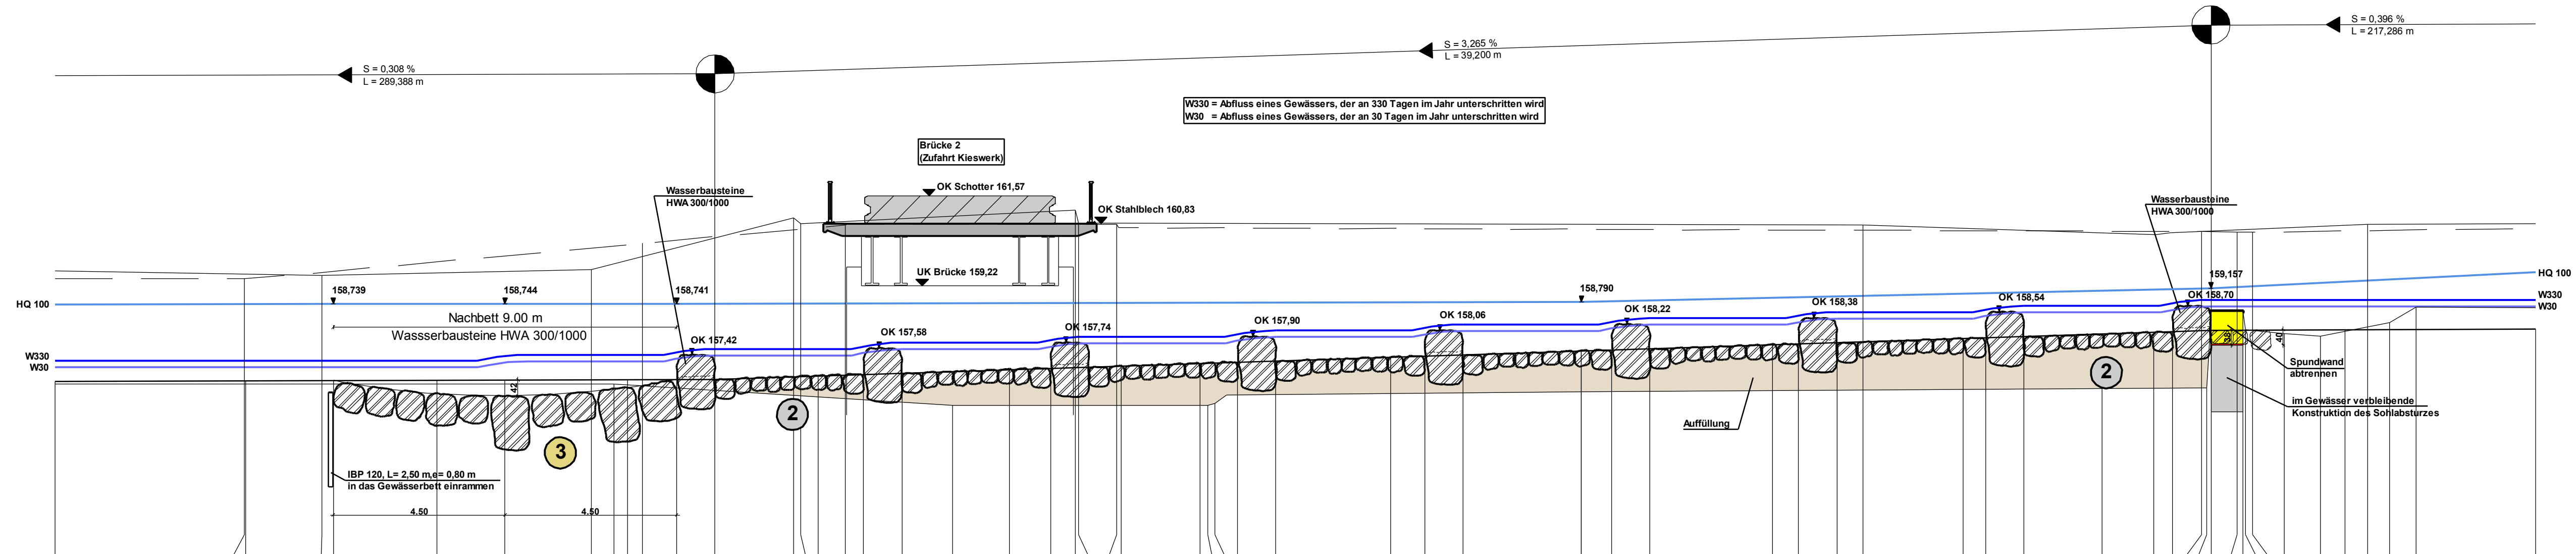 S = 0,396 %
L = 217,286 m
S = 3,265 %
L = 39,200 m
S = 0,308 %
L = 289,388 m
W330 = Abfluss eines Gewässers, der an 330 Tagen im Jahr unterschritten wird
W30 = Abfluss eines Gewässers, der an 30 Tagen im Jahr unterschritten wird
Brücke 2
(Zufahrt Kieswerk)
OK Schotter 161,57
OK Stahlblech 160,83
UK Brücke 159,22
Wasserbausteine
HWA 300/1000
Wasserbausteine
HWA 300/1000
HQ 100
158,739
158,744
158,741
158,790
159,157
HQ 100
Nachbett 9.00 m
Wassserbausteine HWA 300/1000
OK 157,42
OK 157,58
OK 157,74
OK 157,90
OK 158,06
OK 158,22
OK 158,38
OK 158,54
OK 158,70
W330
W30
W330
W30
42
38
40
Spundwand
abtrennen
im Gewässer verbleibende
Konstruktion des Sohlabsturzes
2
2
3
Auffüllung
IBP 120, L= 2,50 m,e= 0,80 m
in das Gewässerbett einrammen
4.50
4.50